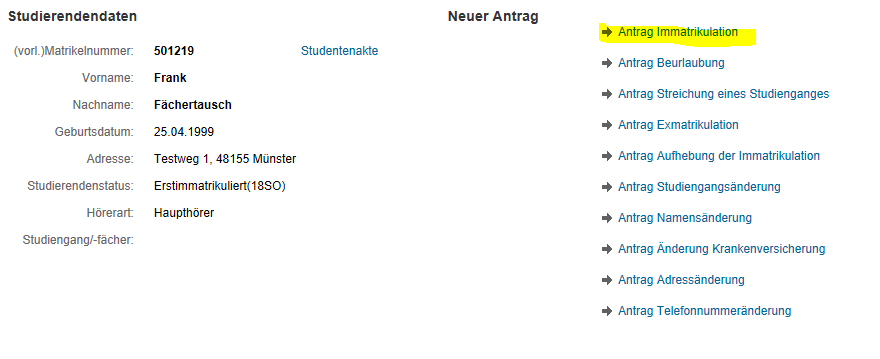 Studierendendaten
(vorl.)Matrikelnummer: 501219 Studentenakte
Vorname: Frank
Nachname: Fächertausch
Geburtsdatum: 25.04.1999
Adresse: Testweg 1, 48155 Münster
Studierendenstatus: Erstimmatrikuliert(18SO)
Hörerart: Haupthörer
Studiengang/-fächer:
Neuer Antrag
Antrag Immatrikulation
Antrag Beurlaubung
Antrag Streichung eines Studienganges
Antrag Exmatrikulation
Antrag Aufhebung der Immatrikulation
Antrag Studiengangsänderung
Antrag Namensänderung
Antrag Änderung Krankenversicherung
Antrag Adressänderung
Antrag Telefonnummeränderung